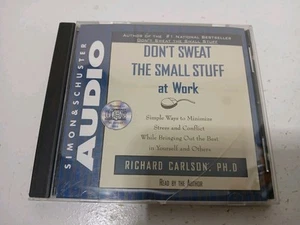 SIMON & SCHUSTER
AUDIO
AUTHOR OF THE #1 NATIONAL BESTSELLER
DON'T SWEAT THE SMALL STUFF
DON'T SWEAT
THE SMALL STUFF
at Work
Simple Ways to Minimize
Stress and Conflict
While Bringing Out the Best
in Yourself and Others
RICHARD CARLSON, PH.D
READ BY THE AUTHOR